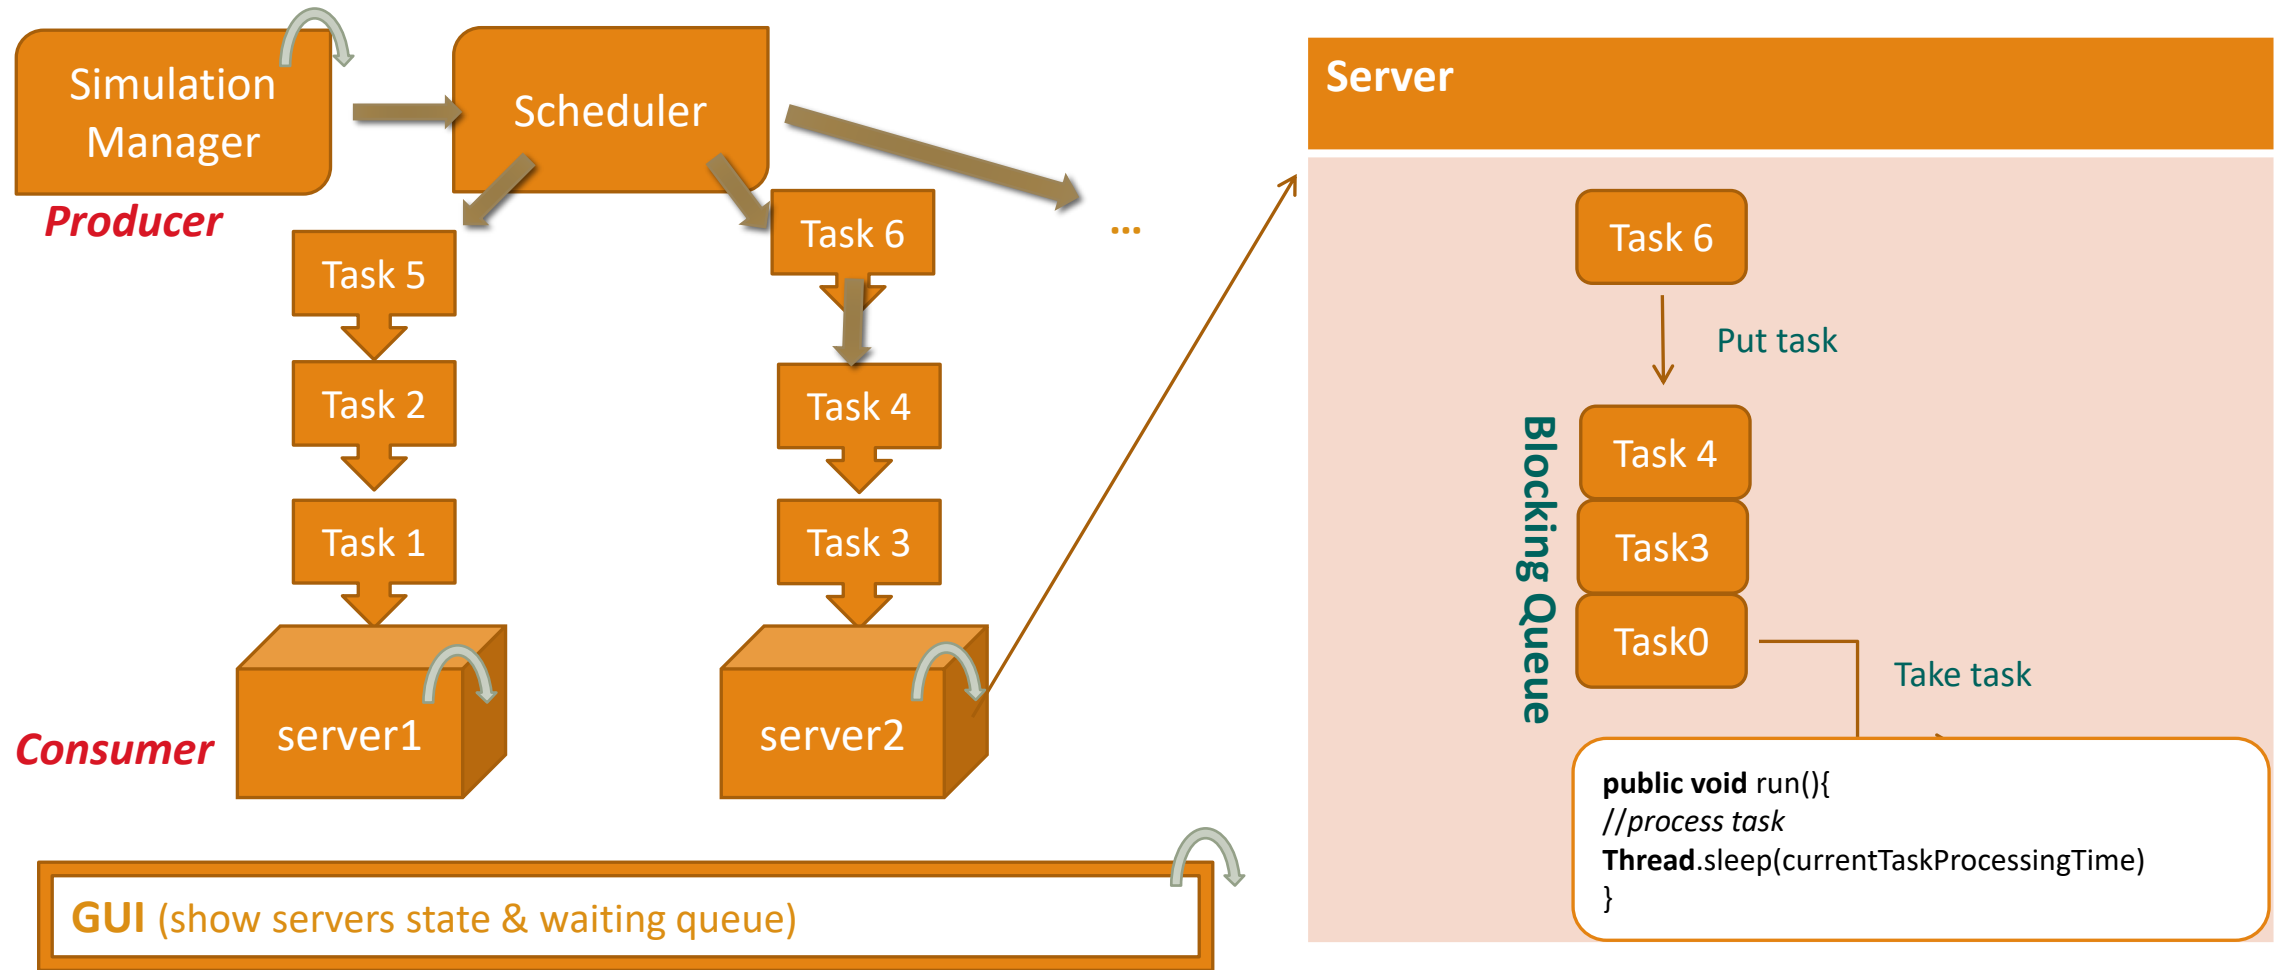 Simulation
Manager
Scheduler
Producer
Task 5
Task 2
Task 1
server1
Task 6
Task 4
Task 3
server2
...
Consumer
GUI (show servers state & waiting queue)
Server
Task 6
Put task
Blocking Queue
Task 4
Task3
Task0
Take task
public void run(){
//process task
Thread.sleep(currentTaskProcessingTime)
}